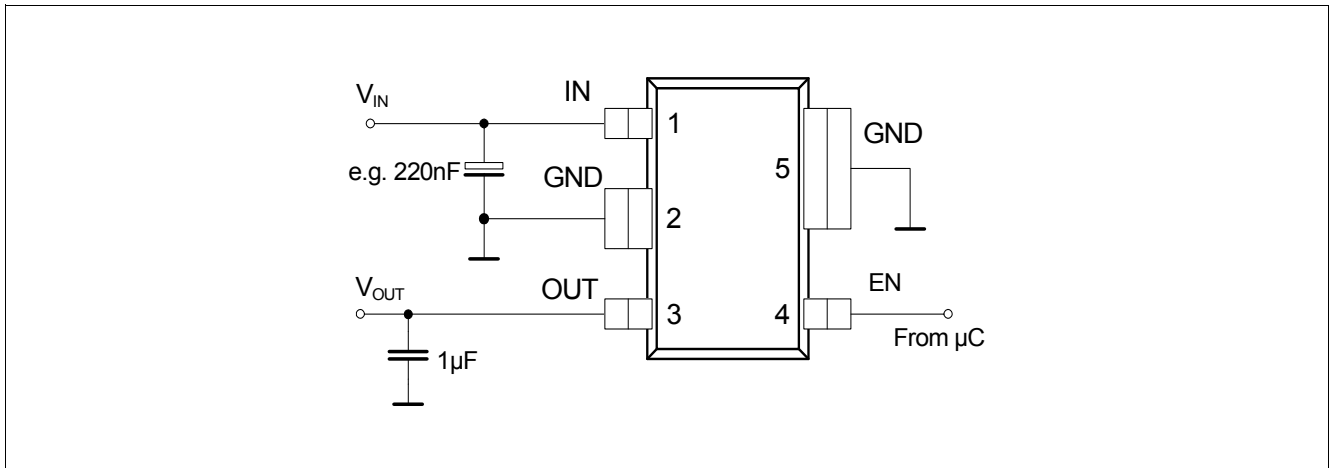 V_IN
IN
1
e.g. 220nF
GND
2
V_OUT
OUT
3
1µF
GND
5
EN
4
From µC